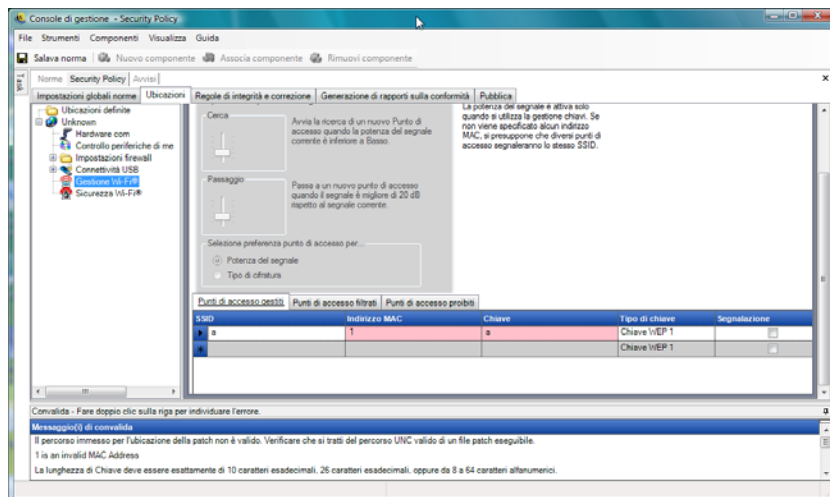 Console di gestione - Security Policy
File Strumenti Componenti Visualizza Guida
Salava norma Nuovo componente Associa componente Rimuovi componente
Task
Norme Security Policy Avvisi
Impostazioni globali norme Ubicazioni Regole di integrità e correzione Generazione di rapporti sulla conformità Pubblica
Ubicazioni definite
Unknown
Hardware com
Controllo periferiche di me
Impostazioni firewall
Connettività USB
Gestione Wi-Fi®
Sicurezza Wi-Fi®
Cerca
Avvia la ricerca di un nuovo Punto di
accesso quando la potenza del segnale
corrente è inferiore a Basso.
Passaggio
Passa a un nuovo punto di accesso
quando il segnale è migliore di 20 dB
rispetto al segnale corrente.
Selezione preferenza punto di accesso per...
Potenza del segnale
Tipo di cifratura
La potenza del segnale è attiva solo
quando si utilizza la gestione chiavi. Se
non viene specificato alcun indirizzo
MAC, si presuppone che diversi punti di
accesso segnaleranno lo stesso SSID.
Punti di accesso gestiti Punti di accesso filtrati Punti di accesso proibiti
SSID Indirizzo MAC Chiave Tipo di chiave Segnalazione
a 1 a Chiave WEP 1
Chiave WEP 1
Convalida - Fare doppio clic sulla riga per individuare l'errore.
Messaggio(i) di convalida
Il percorso immesso per l'ubicazione della patch non è valido. Verificare che si tratti del percorso UNC valido di un file patch eseguibile.
1 is an invalid MAC Address
La lunghezza di Chiave deve essere esattamente di 10 caratteri esadecimali, 26 caratteri esadecimali, oppure da 8 a 64 caratteri alfanumerici.